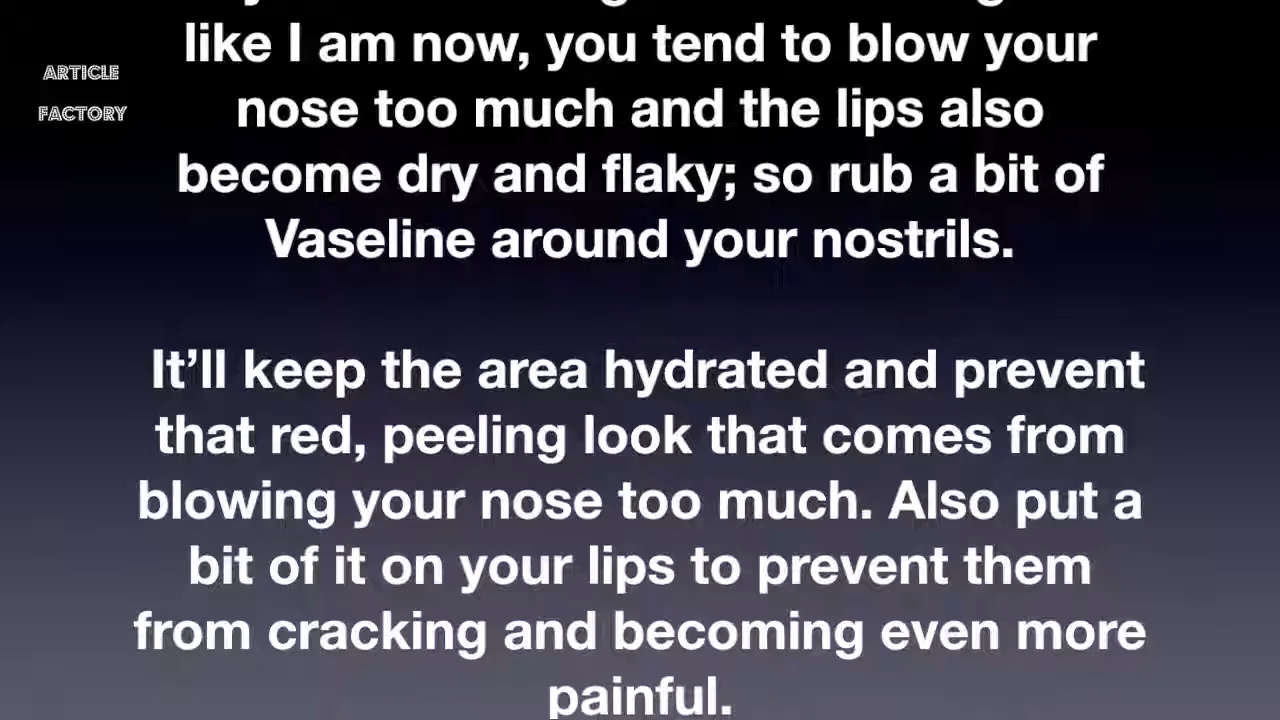 like I am now, you tend to blow your
ARTICLE
FACTORY
nose too much and the lips also
become dry and flaky; so rub a bit of
Vaseline around your nostrils.
It’ll keep the area hydrated and prevent
that red, peeling look that comes from
blowing your nose too much. Also put a
bit of it on your lips to prevent them
from cracking and becoming even more
painful.